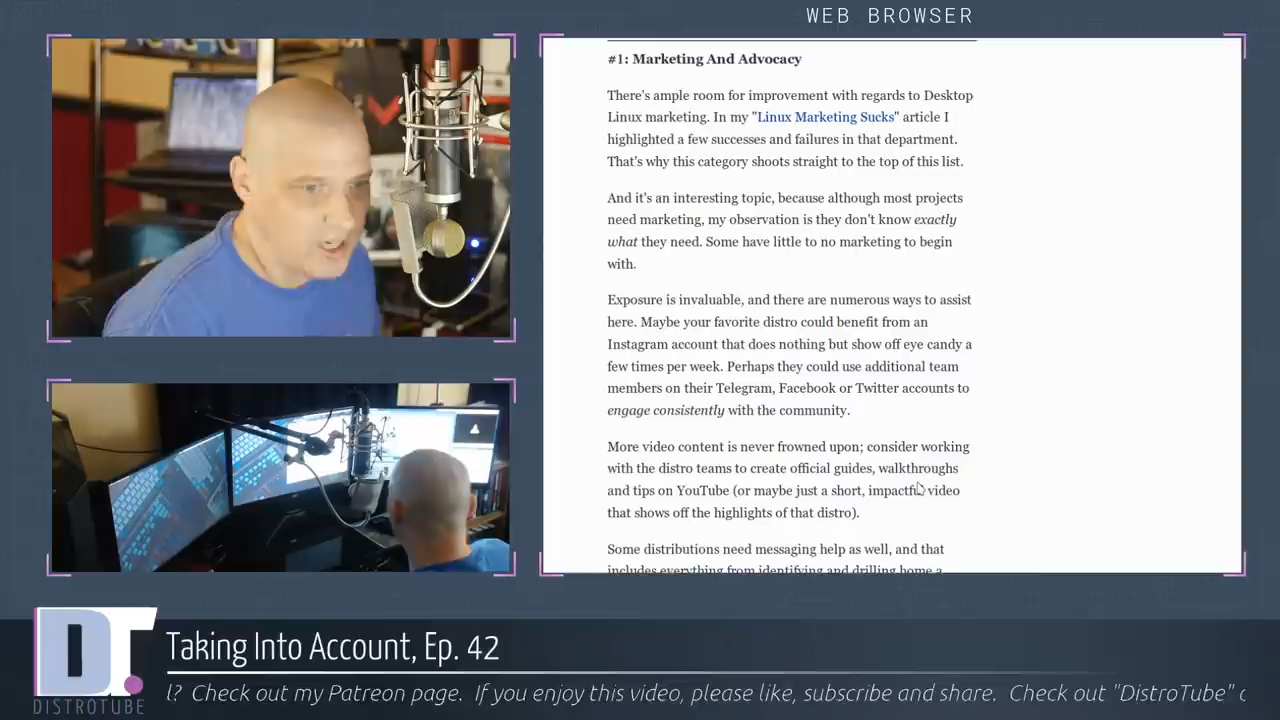 WEB BROWSER
#1: Marketing And Advocacy
There's ample room for improvement with regards to Desktop
Linux marketing. In my "Linux Marketing Sucks" article I
highlighted a few successes and failures in that department.
That's why this category shoots straight to the top of this list.
And it's an interesting topic, because although most projects
need marketing, my observation is they don't know exactly
what they need. Some have little to no marketing to begin
with.
Exposure is invaluable, and there are numerous ways to assist
here. Maybe your favorite distro could benefit from an
Instagram account that does nothing but show off eye candy a
few times per week. Perhaps they could use additional team
members on their Telegram, Facebook or Twitter accounts to
engage consistently with the community.
More video content is never frowned upon; consider working
with the distro teams to create official guides, walkthroughs
and tips on YouTube (or maybe just a short, impactful video
that shows off the highlights of that distro).
Some distributions need messaging help as well, and that
includes everything from identifying and drilling home a
DT
DISTROTUBE
Taking Into Account, Ep. 42
l? Check out my Patreon page. If you enjoy this video, please like, subscribe and share. Check out "DistroTube" o